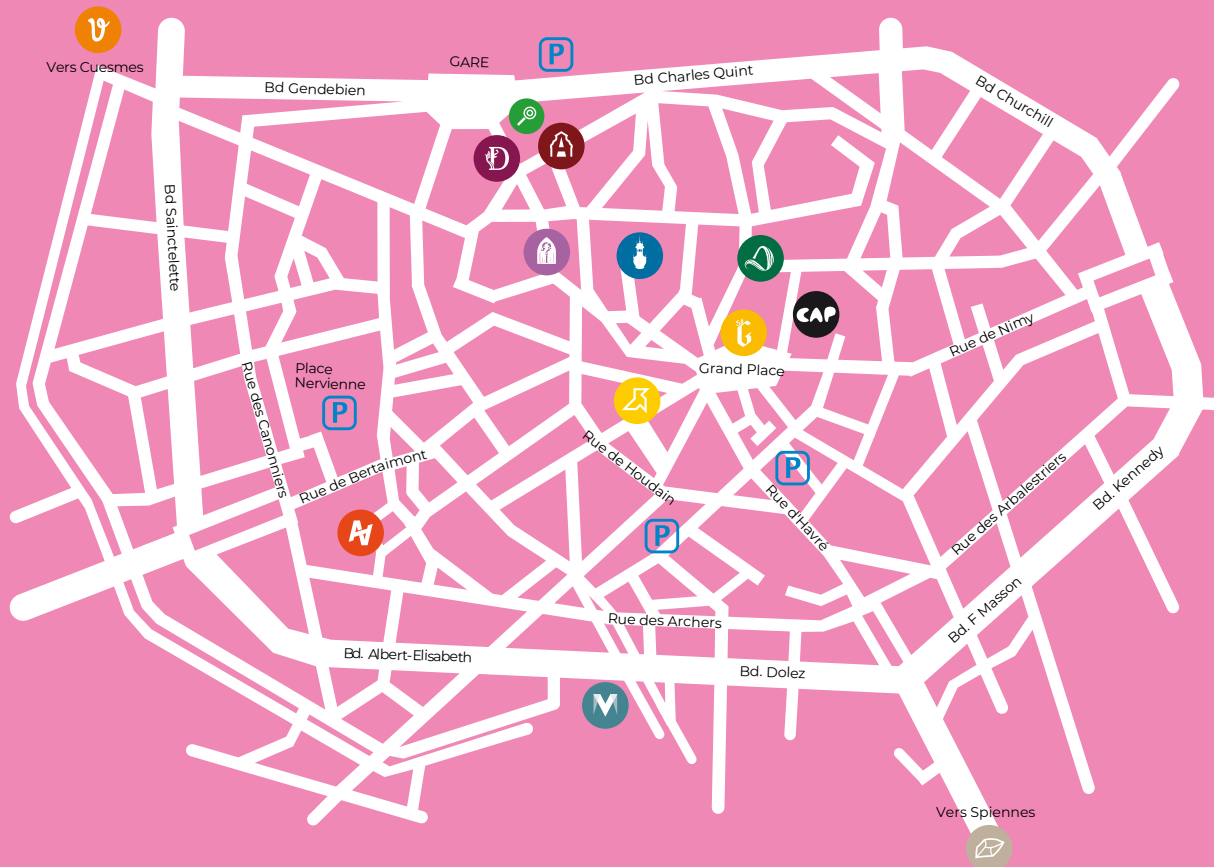 Vers Cuesmes
GARE
P
Bd Gendebien
Bd Charles Quint
Bd Churchill
D
Bd Sainctelette
CAP
G
Rue de Nimy
Grand Place
Place
Nervienne
P
Rue des Canonniers
Rue de Bertaimont
Rue de Houdain
P
Rue d'Havré
Rue des Arbalestriers
Bd. Kennedy
P
Bd. F Masson
Rue des Archers
Bd. Albert-Elisabeth
Bd. Dolez
M
Vers Spiennes